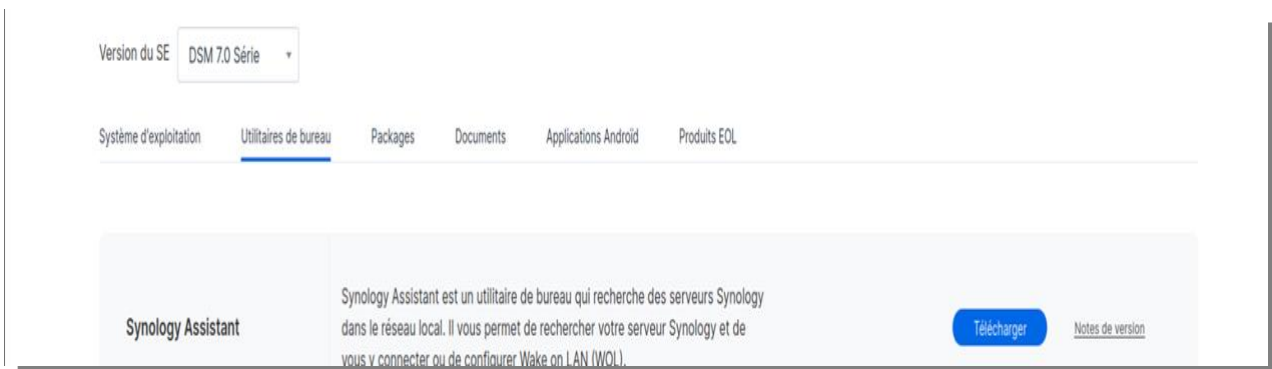 Version du SE DSM 7.0 Série
Système d'exploitation Utilitaires de bureau Packages Documents Applications Androïd Produits EOL
Synology Assistant est un utilitaire de bureau qui recherche des serveurs Synology
Synology Assistant dans le réseau local. Il vous permet de rechercher votre serveur Synology et de Télécharger Notes de version
vous y connecter ou de configurer Wake on LAN (WOL).